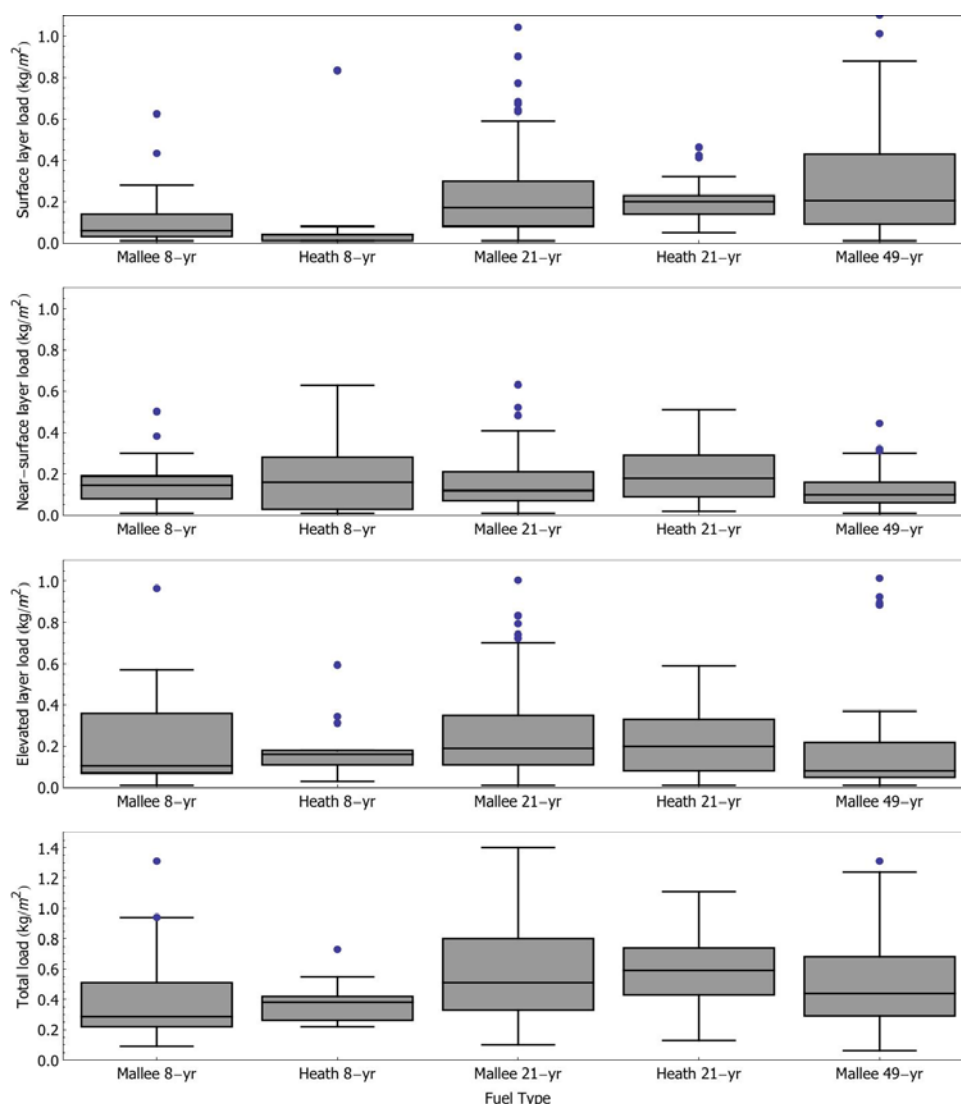 Surface layer load (kg/m²)
1.0
0.8
0.6
0.4
0.2
0.0
Mallee 8−yr Heath 8−yr Mallee 21−yr Heath 21−yr Mallee 49−yr
Near−surface layer load (kg/m²)
1.0
0.8
0.6
0.4
0.2
0.0
Mallee 8−yr Heath 8−yr Mallee 21−yr Heath 21−yr Mallee 49−yr
Elevated layer load (kg/m²)
1.0
0.8
0.6
0.4
0.2
0.0
Mallee 8−yr Heath 8−yr Mallee 21−yr Heath 21−yr Mallee 49−yr
Total load (kg/m²)
1.4
1.2
1.0
0.8
0.6
0.4
0.2
0.0
Mallee 8−yr Heath 8−yr Mallee 21−yr Heath 21−yr Mallee 49−yr
Fuel Type